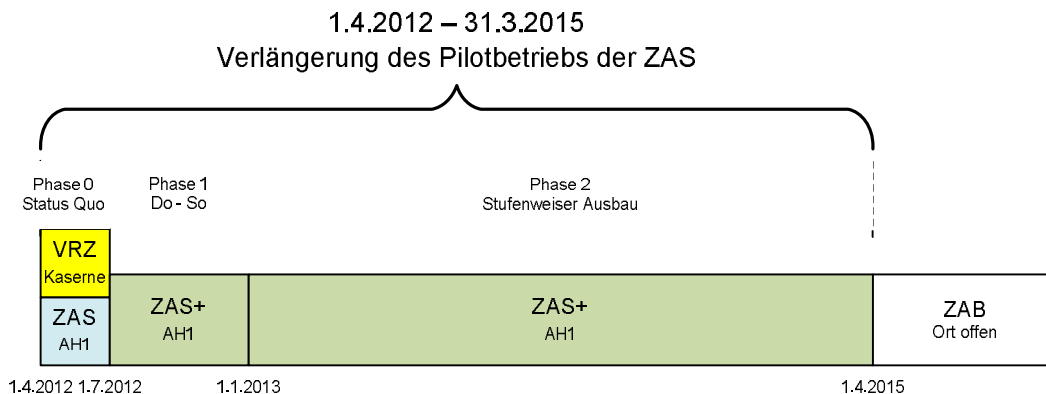 1.4.2012 – 31.3.2015
Verlängerung des Pilotbetriebs der ZAS
Phase 0
Status Quo
Phase 1
Do - So
Phase 2
Stufenweiser Ausbau
VRZ
Kaserne
ZAS
AH1
ZAS+
AH1
ZAS+
AH1
ZAB
Ort offen
1.4.2012 1.7.2012 1.1.2013 1.4.2015